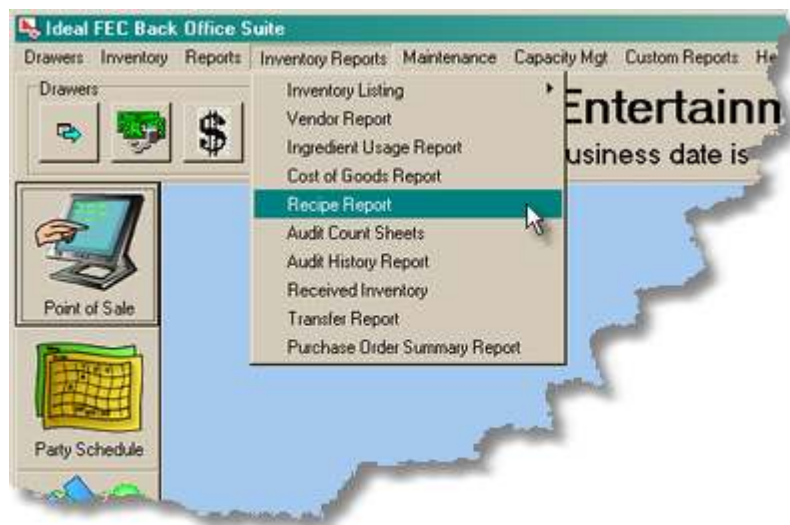 Ideal FEC Back Office Suite
Drawers Inventory Reports Inventory Reports Maintenance Capacity Mgt Custom Reports He
Drawers
$
Entertainm
usiness date is
Inventory Listing
Vendor Report
Ingredient Usage Report
Cost of Goods Report
Recipe Report
Audit Count Sheets
Audit History Report
Received Inventory
Transfer Report
Purchase Order Summary Report
Point of Sale
Party Schedule